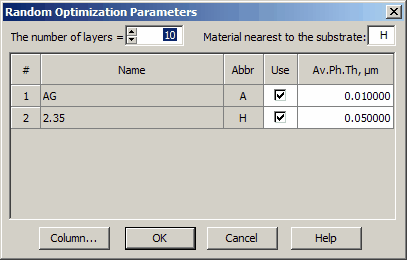 Random Optimization Parameters
The number of layers = 10 Material nearest to the substrate: H
# Name Abbr Use Av.Ph.Th, µm
1 AG A 0.010000
2 2.35 H 0.050000
Column... OK Cancel Help